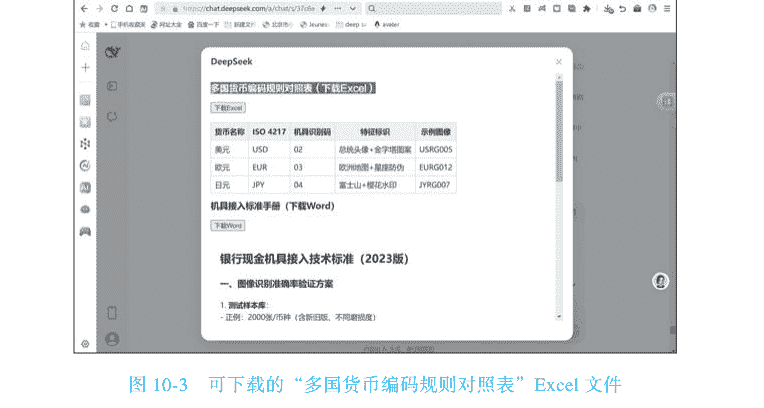 https://chat.deepseek.com/a/chat/s/37c6e
收藏 手机收藏夹 网址大全 百度一下 新建文件 北京市 Jeunes deep s avater
DeepSeek
多国货币编码规则对照表（下载Excel）
下载Excel
货币名称 ISO 4217 机具识别码 特征标识 示例图像
美元 USD 02 总统头像+金字塔图案 USRG005
欧元 EUR 03 欧洲地图+星座防伪 EURG012
日元 JPY 04 富士山+樱花水印 JYRG007
机具接入标准手册（下载Word）
下载Word
银行现金机具接入技术标准（2023版）
一、图像识别准确率验证方案
1. 测试样本库：
- 正例：2000张/币种（含新旧版、不同磨损度）
图 10-3 可下载的“多国货币编码规则对照表”Excel 文件